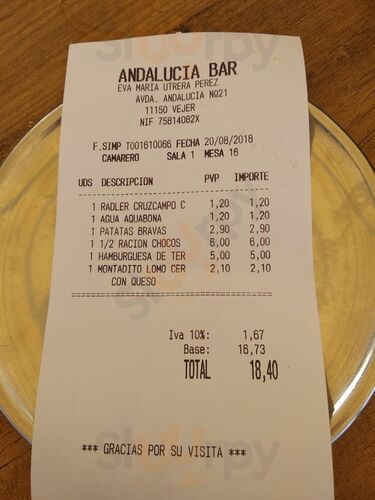 ANDALUCIA BAR
EVA MARIA UTRERA PEREZ
AVDA. ANDALUCIA NQ21
11150 VEJER
NIF 75814082X
F.SIMP T001610066 FECHA 20/08/2018
CAMARERO SALA 1 MESA 16
UDS DESCRIPCION PVP IMPORTE
1 RADLER CRUZCAMPO C 1,20 1,20
1 AGUA AQUABONA 1,20 1,20
1 PATATAS BRAVAS 2,90 2,90
1 1/2 RACION CHOCOS 6,00 6,00
1 HAMBURGUESA DE TER 5,00 5,00
1 MONTADITO LOMO CER 2,10 2,10
CON QUESO
Iva 10%: 1,67
Base: 16,73
TOTAL 18,40
*** GRACIAS POR SU VISITA ***
Sluurpy